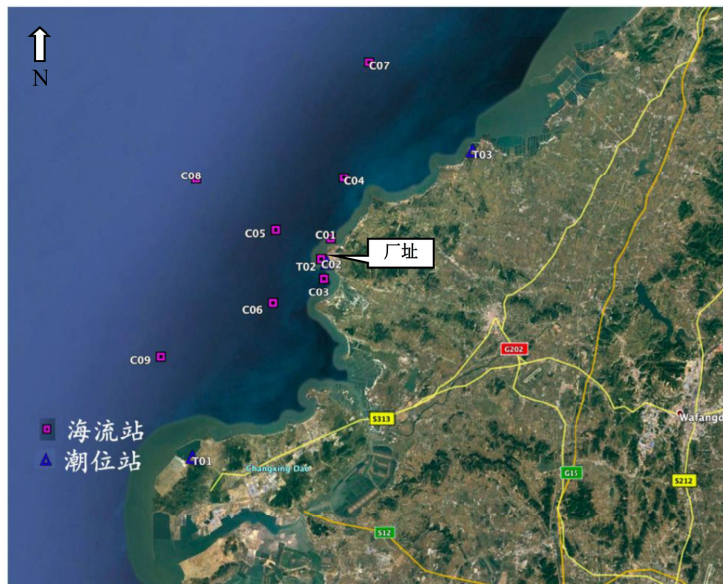 N
C07
T03
C08
C04
C05
C01
厂址
T02
C02
C03
C06
G202
C09
Wafangd
S313
海流站
潮位站
T01
Changxing Dao
G15
S212
S12